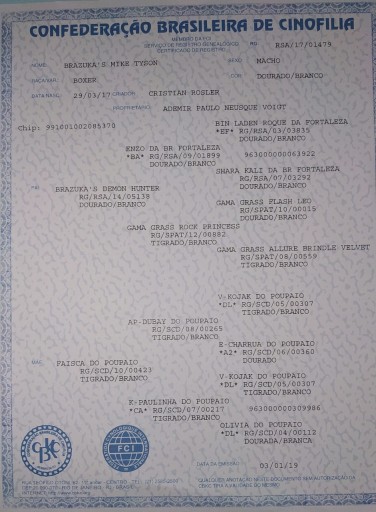 CONFEDERAÇÃO BRASILEIRA DE CINOFILIA
MEMBRO DA FCI
SERVIÇO DE REGISTRO GENEALÓGICO
CERTIFICADO DE REGISTRO
RG RSA/17/01479
NOME BRAZUKA'S MIKE TYSON SEXO MACHO
RAÇA/VAR. BOXER COR DOURADO/BRANCO
DATA NASC. 29/03/17 CRIADOR CRISTIAN ROSLER
PROPRIETÁRIO ADEMIR PAULO NEUSQUE VOIGT
Chip: 991001002085370
BIN LADEN ROQUE DA FORTALEZA
*EF* RG/RSA/03/03835
DOURADO/BRANCO
ENZO DA BR FORTALEZA
*BA* RG/RSA/09/01899 963000000063922
DOURADO/BRANCO
SHARA KALI DA BR FORTALEZA
RG/RSA/07/03292
DOURADO/BRANCO
PAI BRAZUKA'S DEMON HUNTER
RG/RSA/14/05138
DOURADO/BRANCO
GAMA GRASS FLASH LEO
RG/SPAT/10/00015
DOURADO/BRANCO
GAMA GRASS ROCK PRINCESS
RG/SPAT/12/00882
TIGRADO/BRANCO
GAMA GRASS ALLURE BRINDLE VELVET
RG/SPAT/08/00559
TIGRADO/BRANCO
V-KOJAK DO POUPAIO
*DL* RG/SCD/05/00307
TIGRADO/BRANCO
AP-DUBAY DO POUPAIO
RG/SCD/08/00265
TIGRADO/BRANCO
E-CHARRUA DO POUPAIO
*A2* RG/SCD/06/00360
DOURADO
MÃE FAISCA DO POUPAIO
RG/SCD/10/00423
TIGRADO/BRANCO
V-KOJAK DO POUPAIO
*DL* RG/SCD/05/00307
TIGRADO/BRANCO
K-PAULINHA DO POUPAIO
*CA* RG/SCD/07/00217 963000000309986
TIGRADO/BRANCO
OLIVIA DO POUPAIO
*DL* RG/SCD/04/00112
DOURADA/BRANCA
CBKC
FCI
DATA DA EMISSÃO 03/01/19